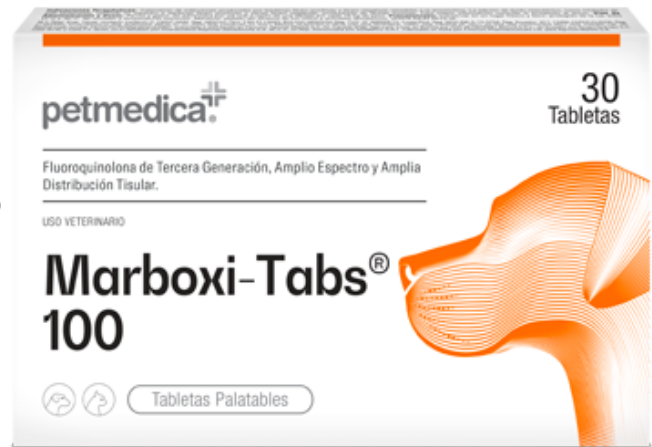 petmedica
30
Tabletas
Fluoroquinolona de Tercera Generación, Amplio Espectro y Amplia
Distribución Tisular.
USO VETERINARIO
Marboxi-Tabs®
100
Tabletas Palatables